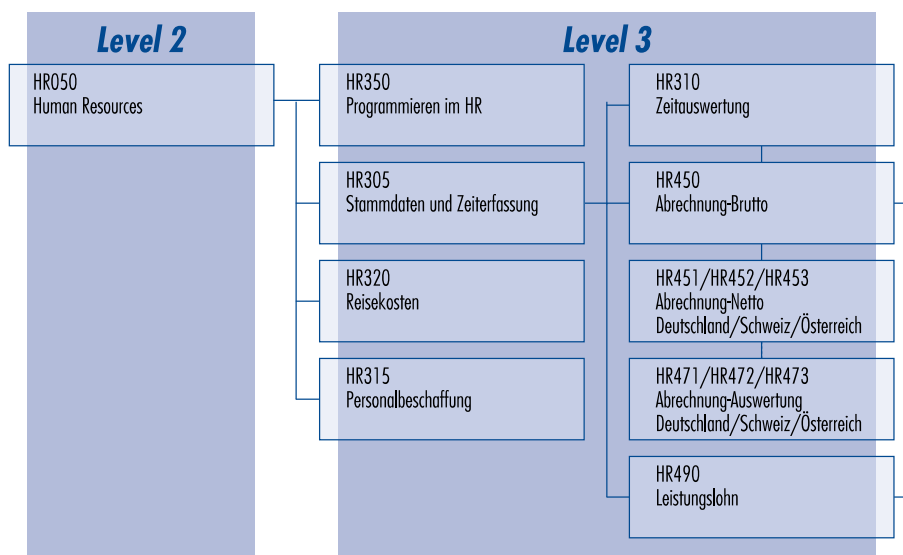 Level 2
Level 3
HR050
Human Resources
HR350
Programmieren im HR
HR305
Stammdaten und Zeiterfassung
HR320
Reisekosten
HR315
Personalbeschaffung
HR310
Zeitauswertung
HR450
Abrechnung-Brutto
HR451/HR452/HR453
Abrechnung-Netto
Deutschland/Schweiz/Österreich
HR471/HR472/HR473
Abrechnung-Auswertung
Deutschland/Schweiz/Österreich
HR490
Leistungslohn